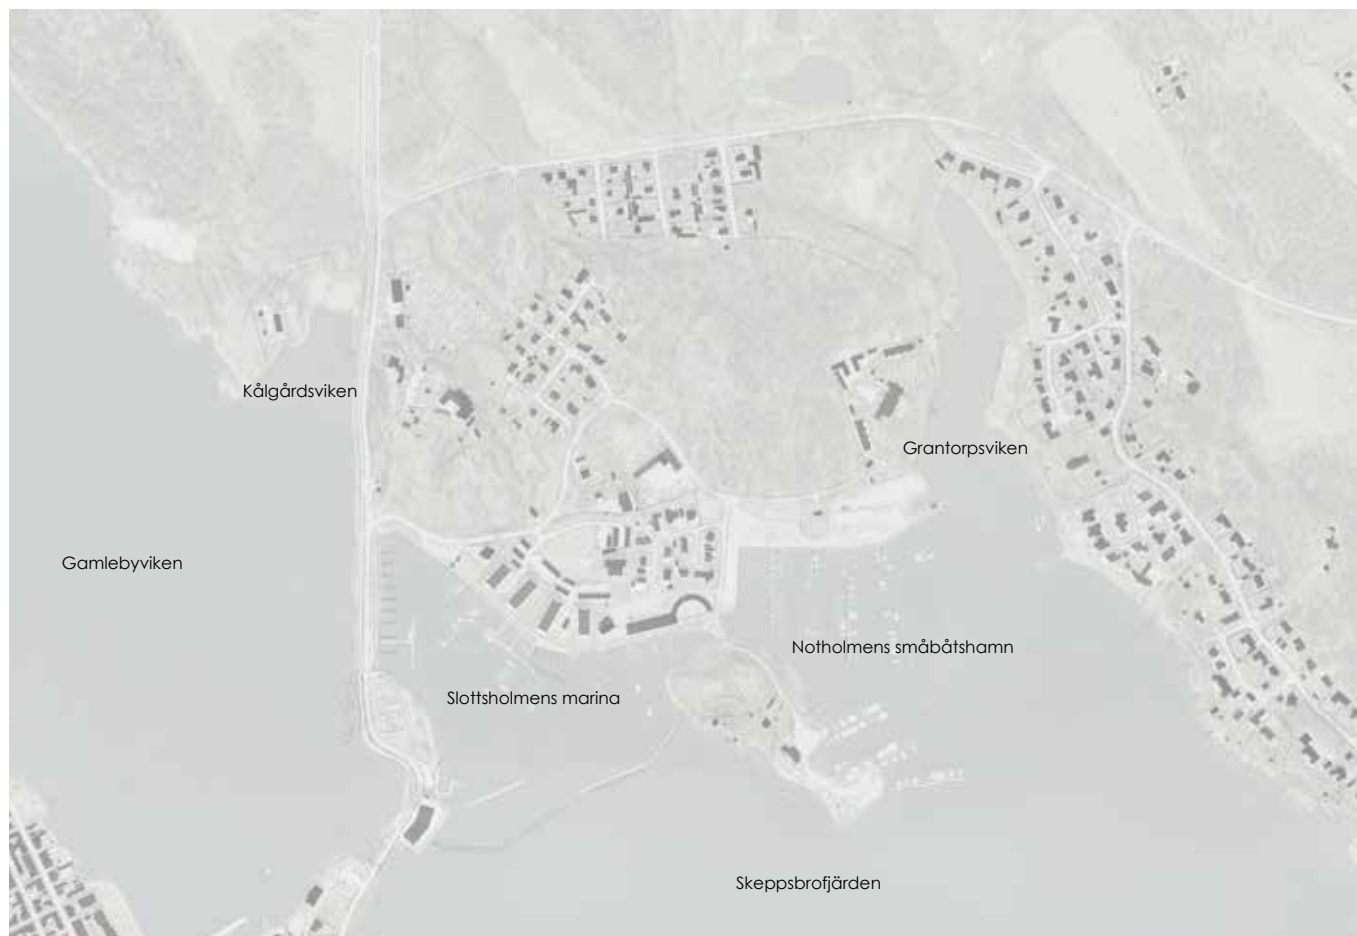 Kålgårdsviken
Grantorpsviken
Gamlebyviken
Notholmens småbåtshamn
Slottsholmens marina
Skeppsbrofjärden